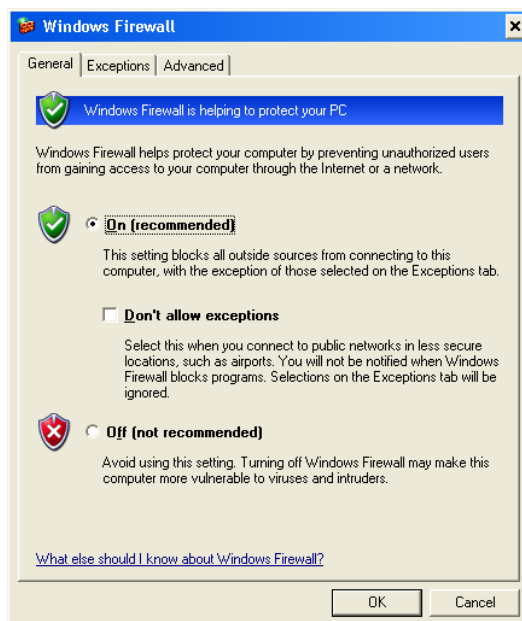 Windows Firewall
General Exceptions Advanced
Windows Firewall is helping to protect your PC
Windows Firewall helps protect your computer by preventing unauthorized users
from gaining access to your computer through the Internet or a network.
On (recommended)
This setting blocks all outside sources from connecting to this
computer, with the exception of those selected on the Exceptions tab.
Don't allow exceptions
Select this when you connect to public networks in less secure
locations, such as airports. You will not be notified when Windows
Firewall blocks programs. Selections on the Exceptions tab will be
ignored.
Off (not recommended)
Avoid using this setting. Turning off Windows Firewall may make this
computer more vulnerable to viruses and intruders.
What else should I know about Windows Firewall?
OK Cancel